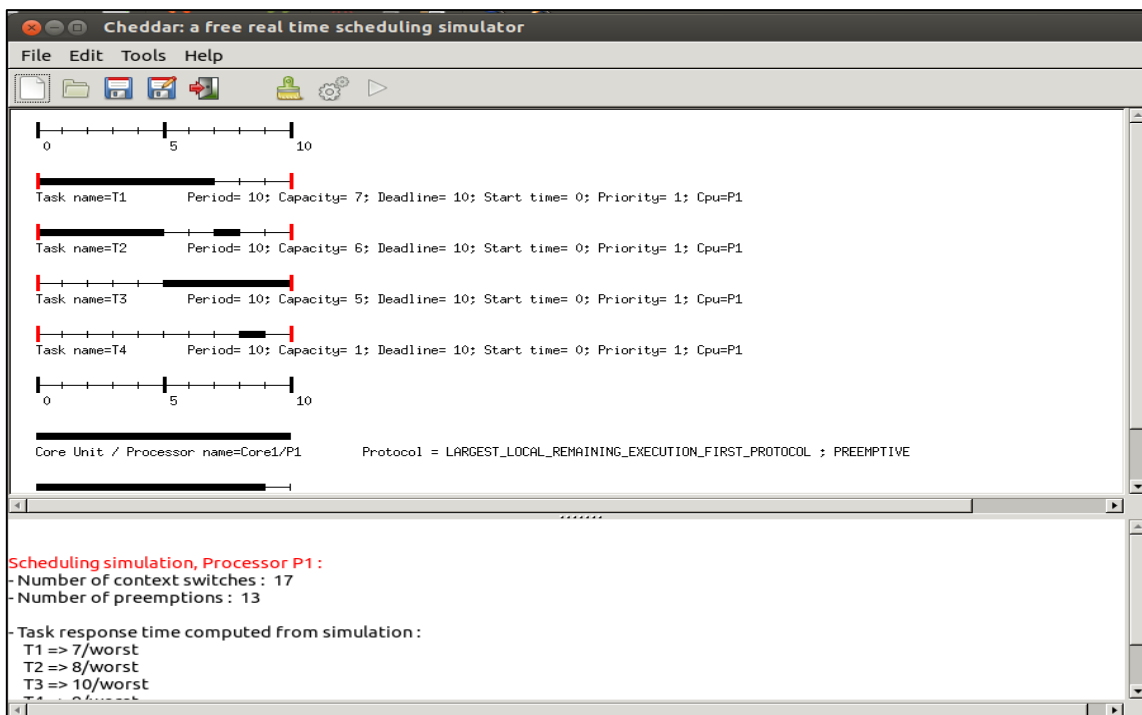 Cheddar: a free real time scheduling simulator
File Edit Tools Help
0 5 10
Task name=T1 Period= 10; Capacity= 7; Deadline= 10; Start time= 0; Priority= 1; Cpu=P1
Task name=T2 Period= 10; Capacity= 6; Deadline= 10; Start time= 0; Priority= 1; Cpu=P1
Task name=T3 Period= 10; Capacity= 5; Deadline= 10; Start time= 0; Priority= 1; Cpu=P1
Task name=T4 Period= 10; Capacity= 1; Deadline= 10; Start time= 0; Priority= 1; Cpu=P1
0 5 10
Core Unit / Processor name=Core1/P1 Protocol = LARGEST_LOCAL_REMAINING_EXECUTION_FIRST_PROTOCOL ; PREEMPTIVE
Scheduling simulation, Processor P1 :
- Number of context switches : 17
- Number of preemptions : 13
- Task response time computed from simulation :
T1 => 7/worst
T2 => 8/worst
T3 => 10/worst